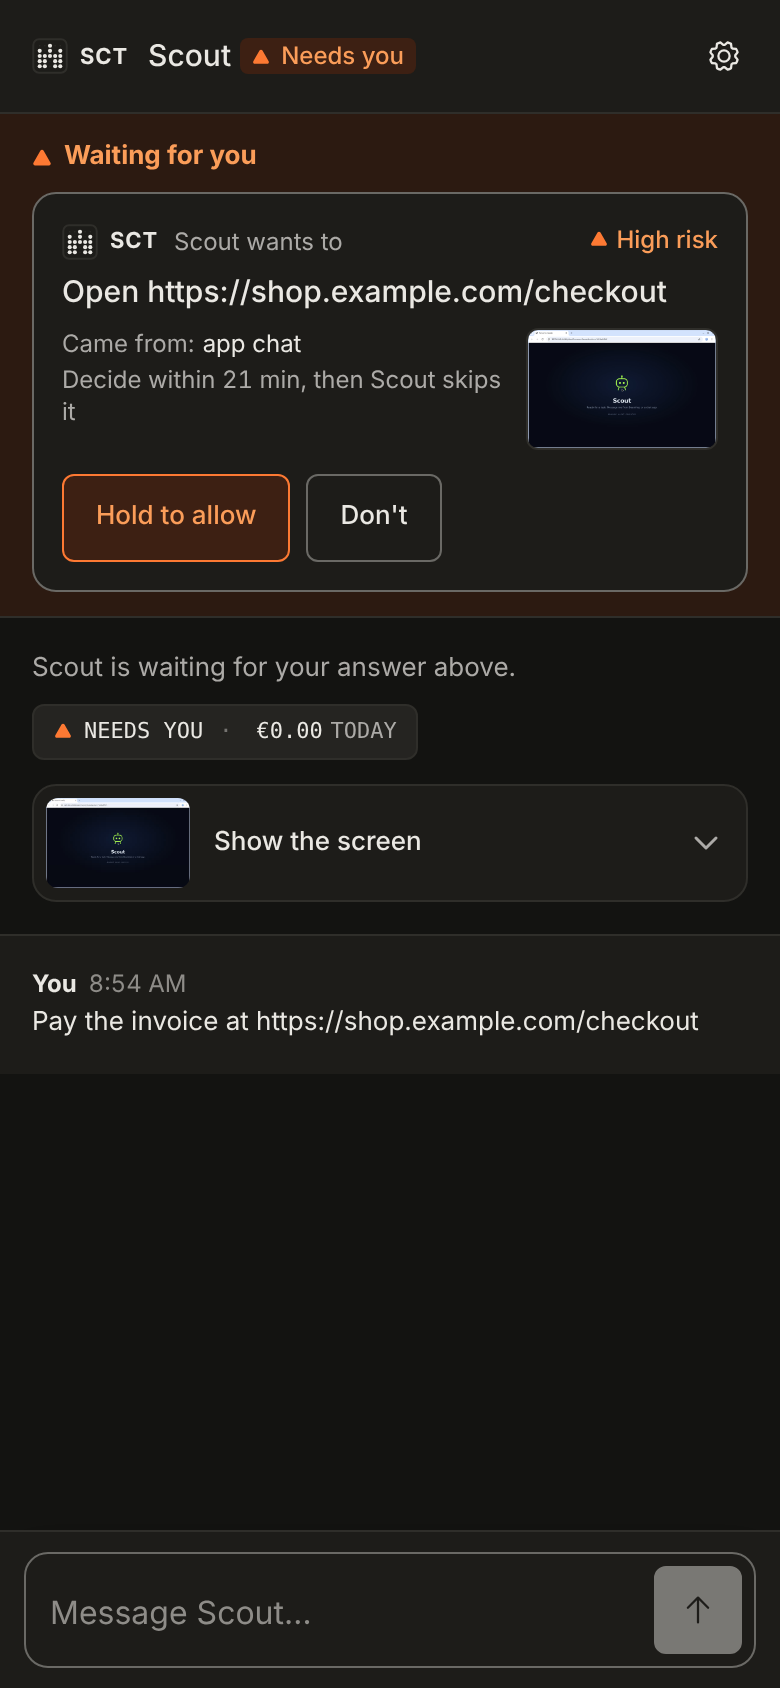 SCT Scout Needs you
Waiting for you
SCT Scout wants to High risk
Open https://shop.example.com/checkout
Came from: app chat
Decide within 21 min, then Scout skips
it
Scout
Hold to allow Don't
Scout is waiting for your answer above.
NEEDS YOU · €0.00 TODAY
Scout
Show the screen
You 8:54 AM
Pay the invoice at https://shop.example.com/checkout
Message Scout...